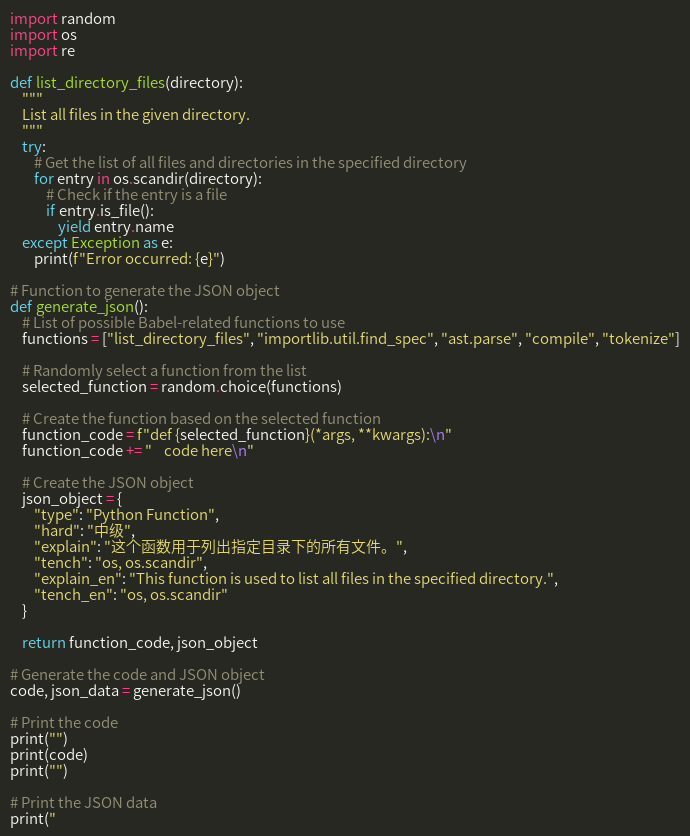 import random
import os
import re

def list_directory_files(directory):
    """
    List all files in the given directory.
    """
    try:
        # Get the list of all files and directories in the specified directory
        for entry in os.scandir(directory):
            # Check if the entry is a file
            if entry.is_file():
                yield entry.name
    except Exception as e:
        print(f"Error occurred: {e}")

# Function to generate the JSON object
def generate_json():
    # List of possible Babel-related functions to use
    functions = ["list_directory_files", "importlib.util.find_spec", "ast.parse", "compile", "tokenize"]

    # Randomly select a function from the list
    selected_function = random.choice(functions)

    # Create the function based on the selected function
    function_code = f"def {selected_function}(*args, **kwargs):\n"
    function_code += "    code here\n"

    # Create the JSON object
    json_object = {
        "type": "Python Function",
        "hard": "中级",
        "explain": "这个函数用于列出指定目录下的所有文件。",
        "tench": "os, os.scandir",
        "explain_en": "This function is used to list all files in the specified directory.",
        "tench_en": "os, os.scandir"
    }

    return function_code, json_object

# Generate the code and JSON object
code, json_data = generate_json()

# Print the code
print("")
print(code)
print("")

# Print the JSON data
print("